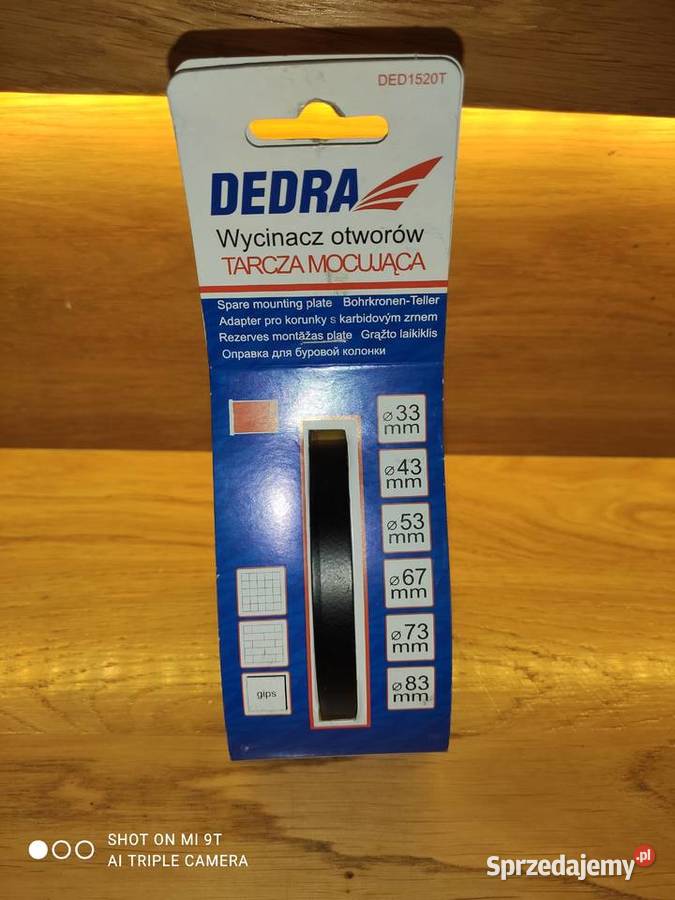 DED1520T
DEDRA
Wycinacz otworów
TARCZA MOCUJĄCA
Spare mounting plate Bohrkronen-Teller
Adapter pro korunky s karbidovým zrnem
Rezerves montāžas plate Grąžto laikiklis
Оправка для буровой колонки
ø33
mm
ø43
mm
ø53
mm
ø67
mm
ø73
mm
ø83
mm
gips
SHOT ON MI 9T
AI TRIPLE CAMERA
Sprzedajemy.pl